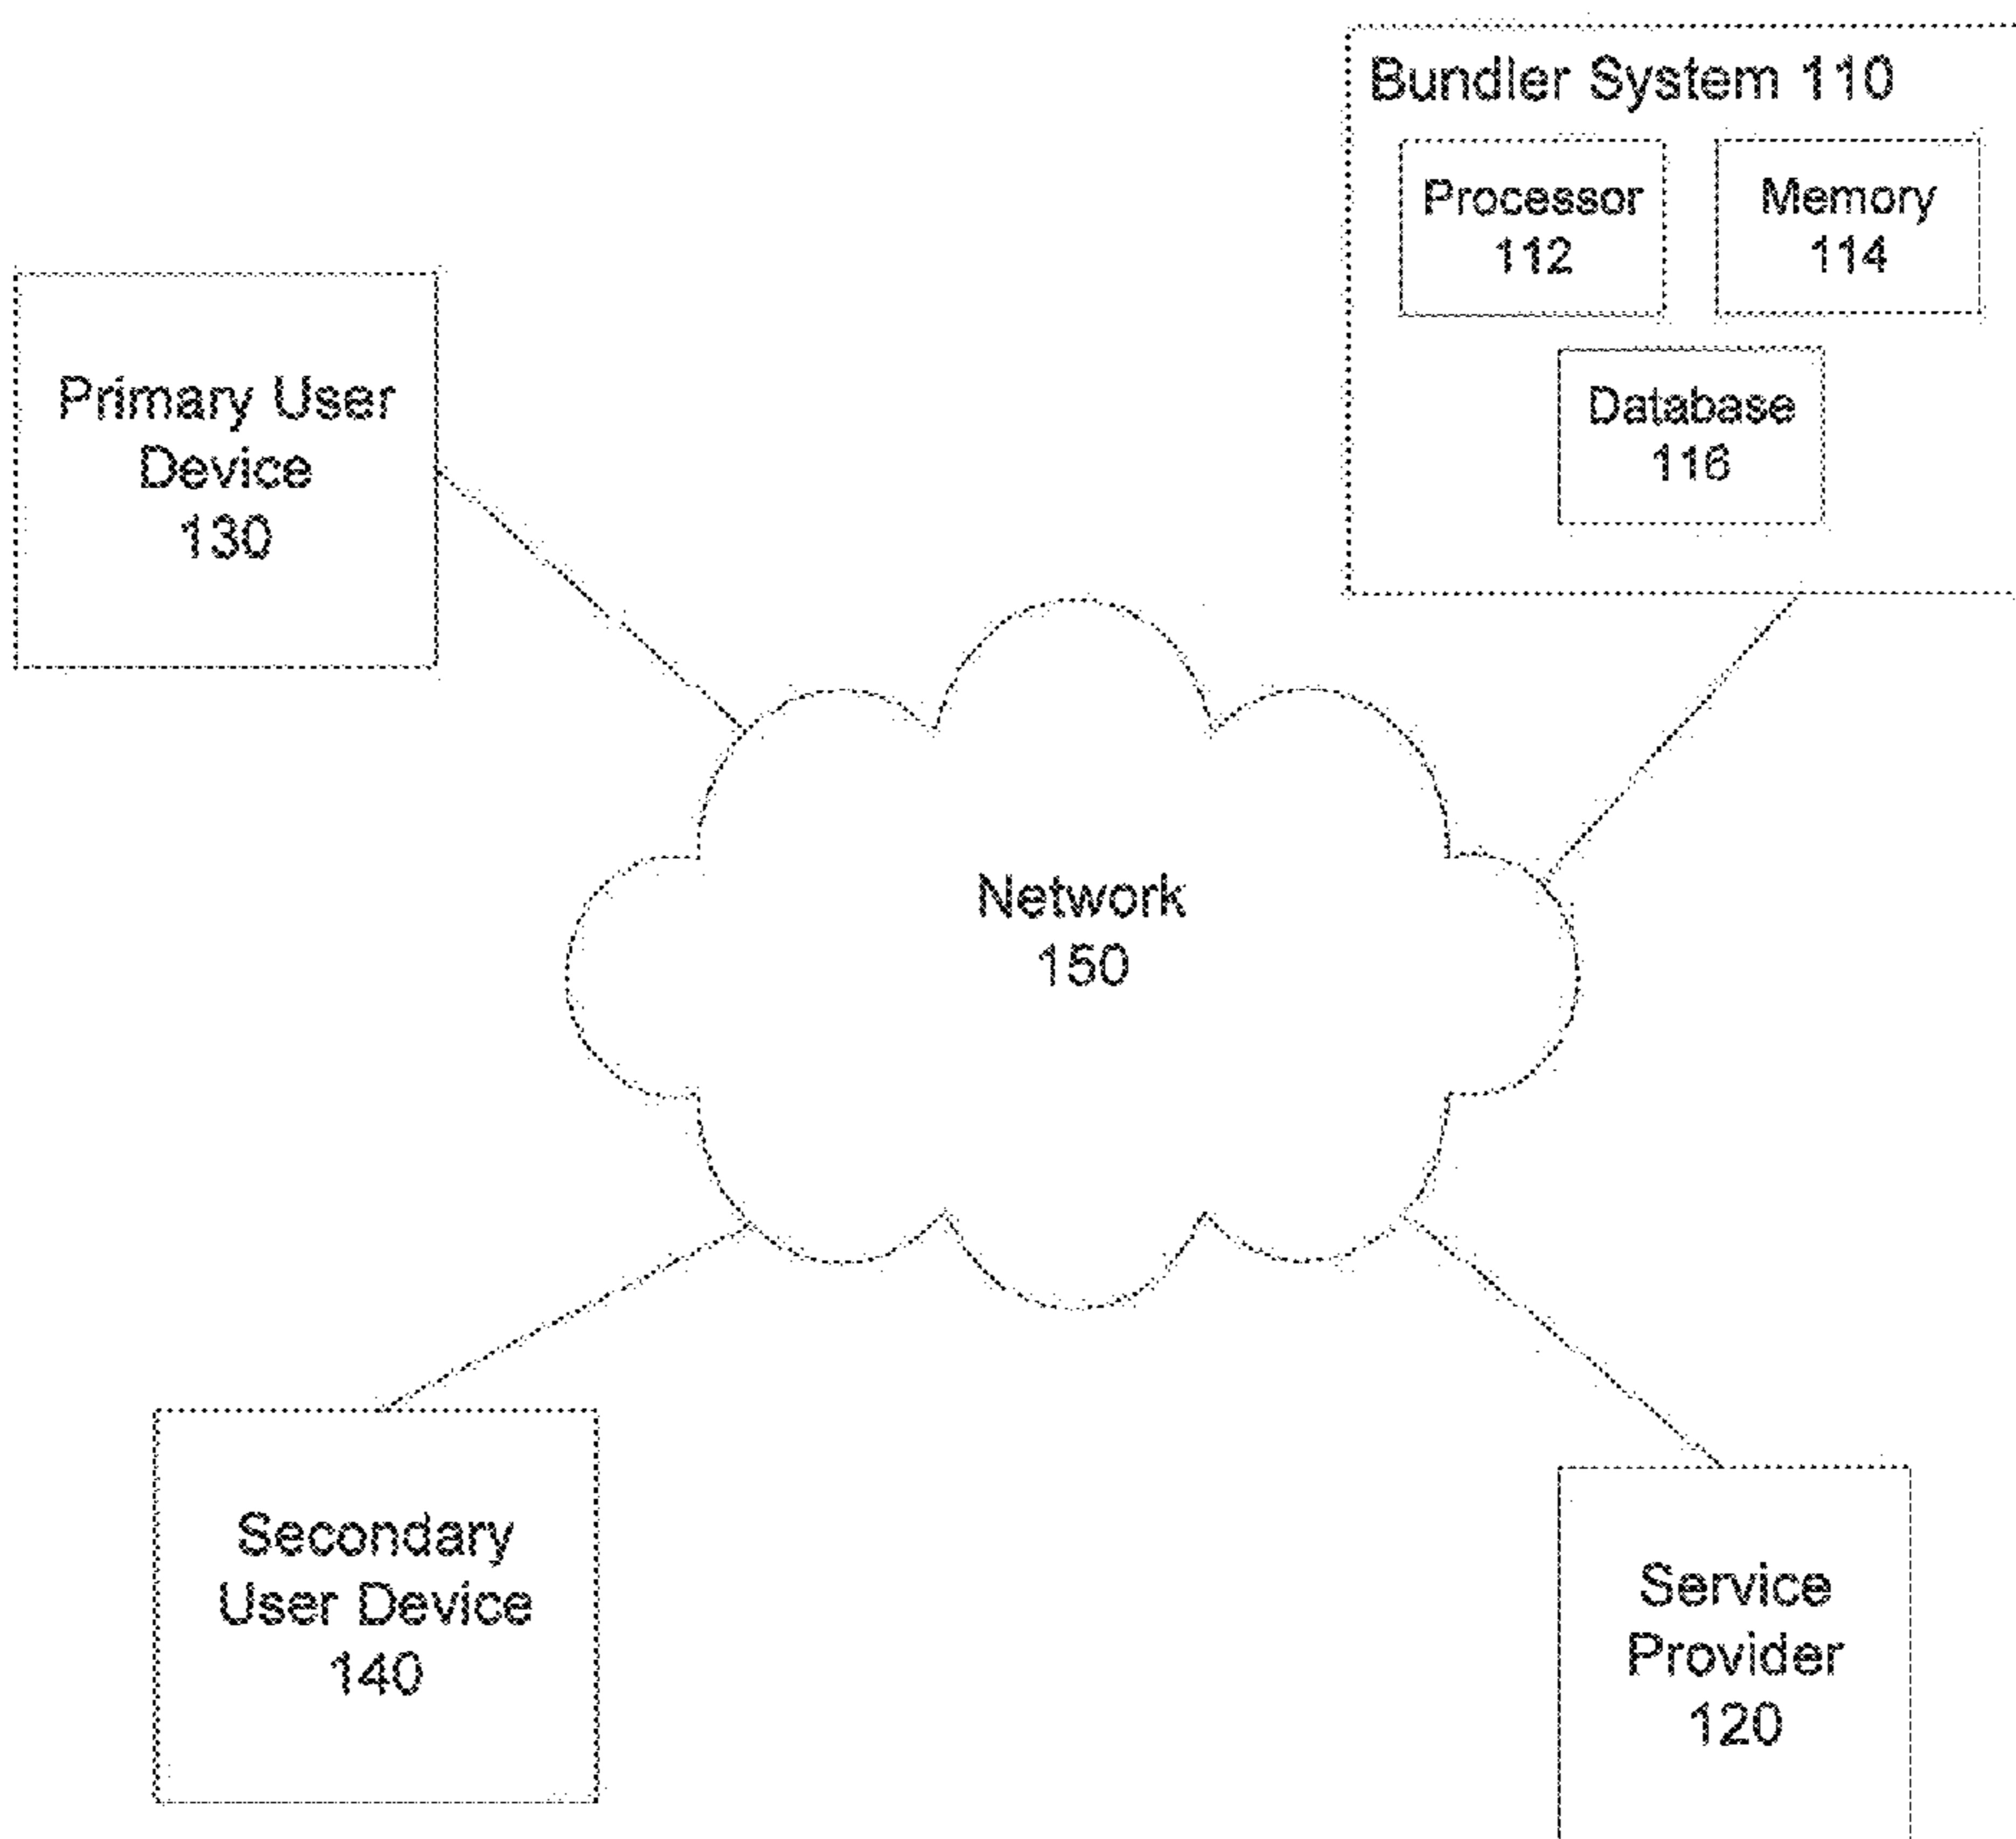 Bundler System 110
Processor
112
Memory
114
Database
116
Primary User
Device
130
Network
150
Secondary
User Device
140
Service
Provider
120